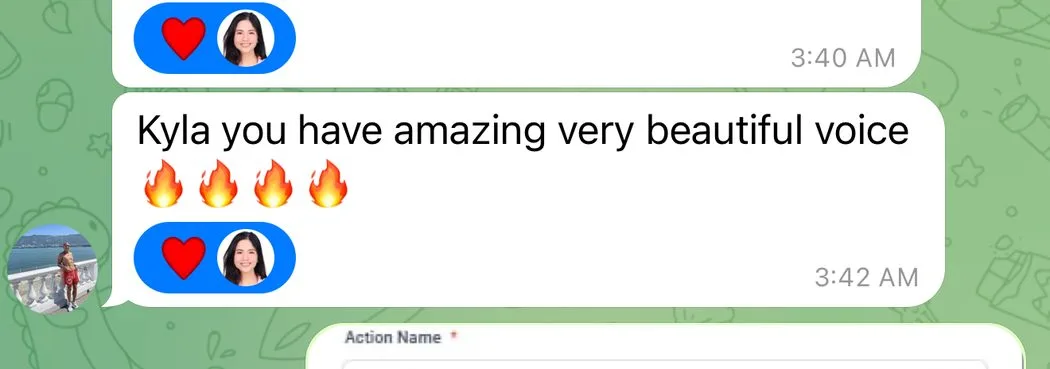 ❤️ 3:40 AM
Kyla you have amazing very beautiful voice
🔥🔥🔥🔥
❤️ 3:42 AM
Action Name *